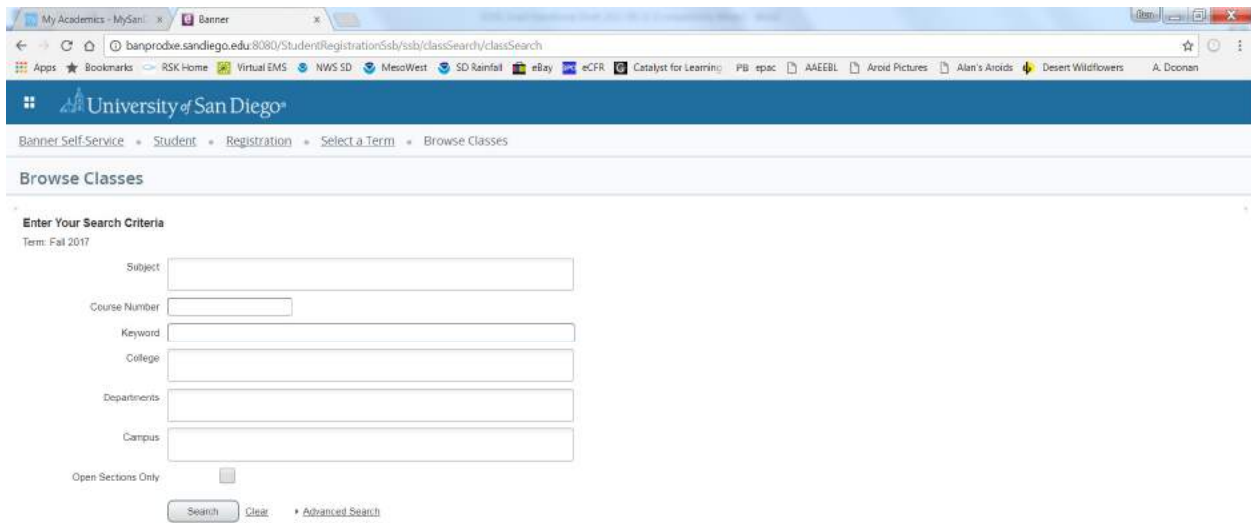 My Academics - MySanD
Banner
banprodxe.sandiego.edu:8080/StudentRegistrationSsb/ssb/classSearch/classSearch
Apps Bookmarks RSK Home Virtual EMS NWS SD MesoWest SD Rainfall eBay eCFR Catalyst for Learning: PB epac AAEEBL Aroid Pictures Alan's Aroids Desert Wildflowers A. Doonan
University of San Diego®
Banner Self-Service • Student • Registration • Select a Term • Browse Classes
Browse Classes
Enter Your Search Criteria
Term: Fall 2017
Subject
Course Number
Keyword
College
Departments
Campus
Open Sections Only
Search Clear Advanced Search